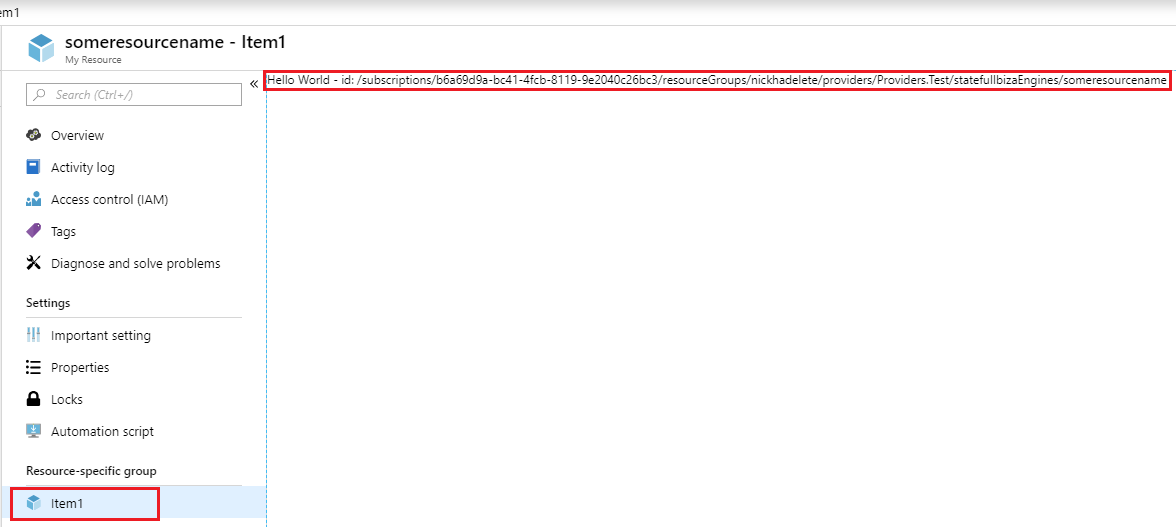 em1
someresourcename - Item1
My Resource
Search (Ctrl+/)
«
Hello World - id: /subscriptions/b6a69d9a-bc41-4fcb-8119-9e2040c26bc3/resourceGroups/nickhadelete/providers/Providers.Test/statefulIbizaEngines/someresourcename
Overview
Activity log
Access control (IAM)
Tags
Diagnose and solve problems
Settings
Important setting
Properties
Locks
Automation script
Resource-specific group
Item1